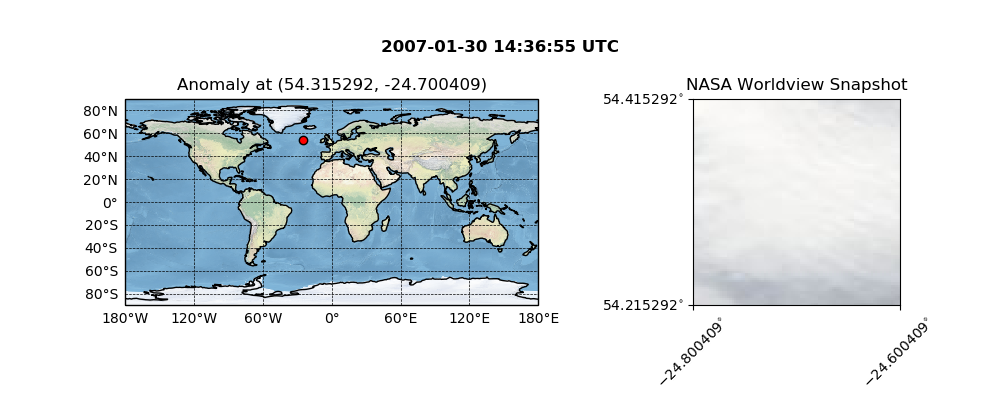 2007-01-30 14:36:55 UTC
Anomaly at (54.315292, -24.700409)
NASA Worldview Snapshot
80°N
60°N
40°N
20°N
0°
20°S
40°S
60°S
80°S
180°W 120°W 60°W 0° 60°E 120°E 180°E
54.415292°
54.215292°
−24.800409°
−24.600409°